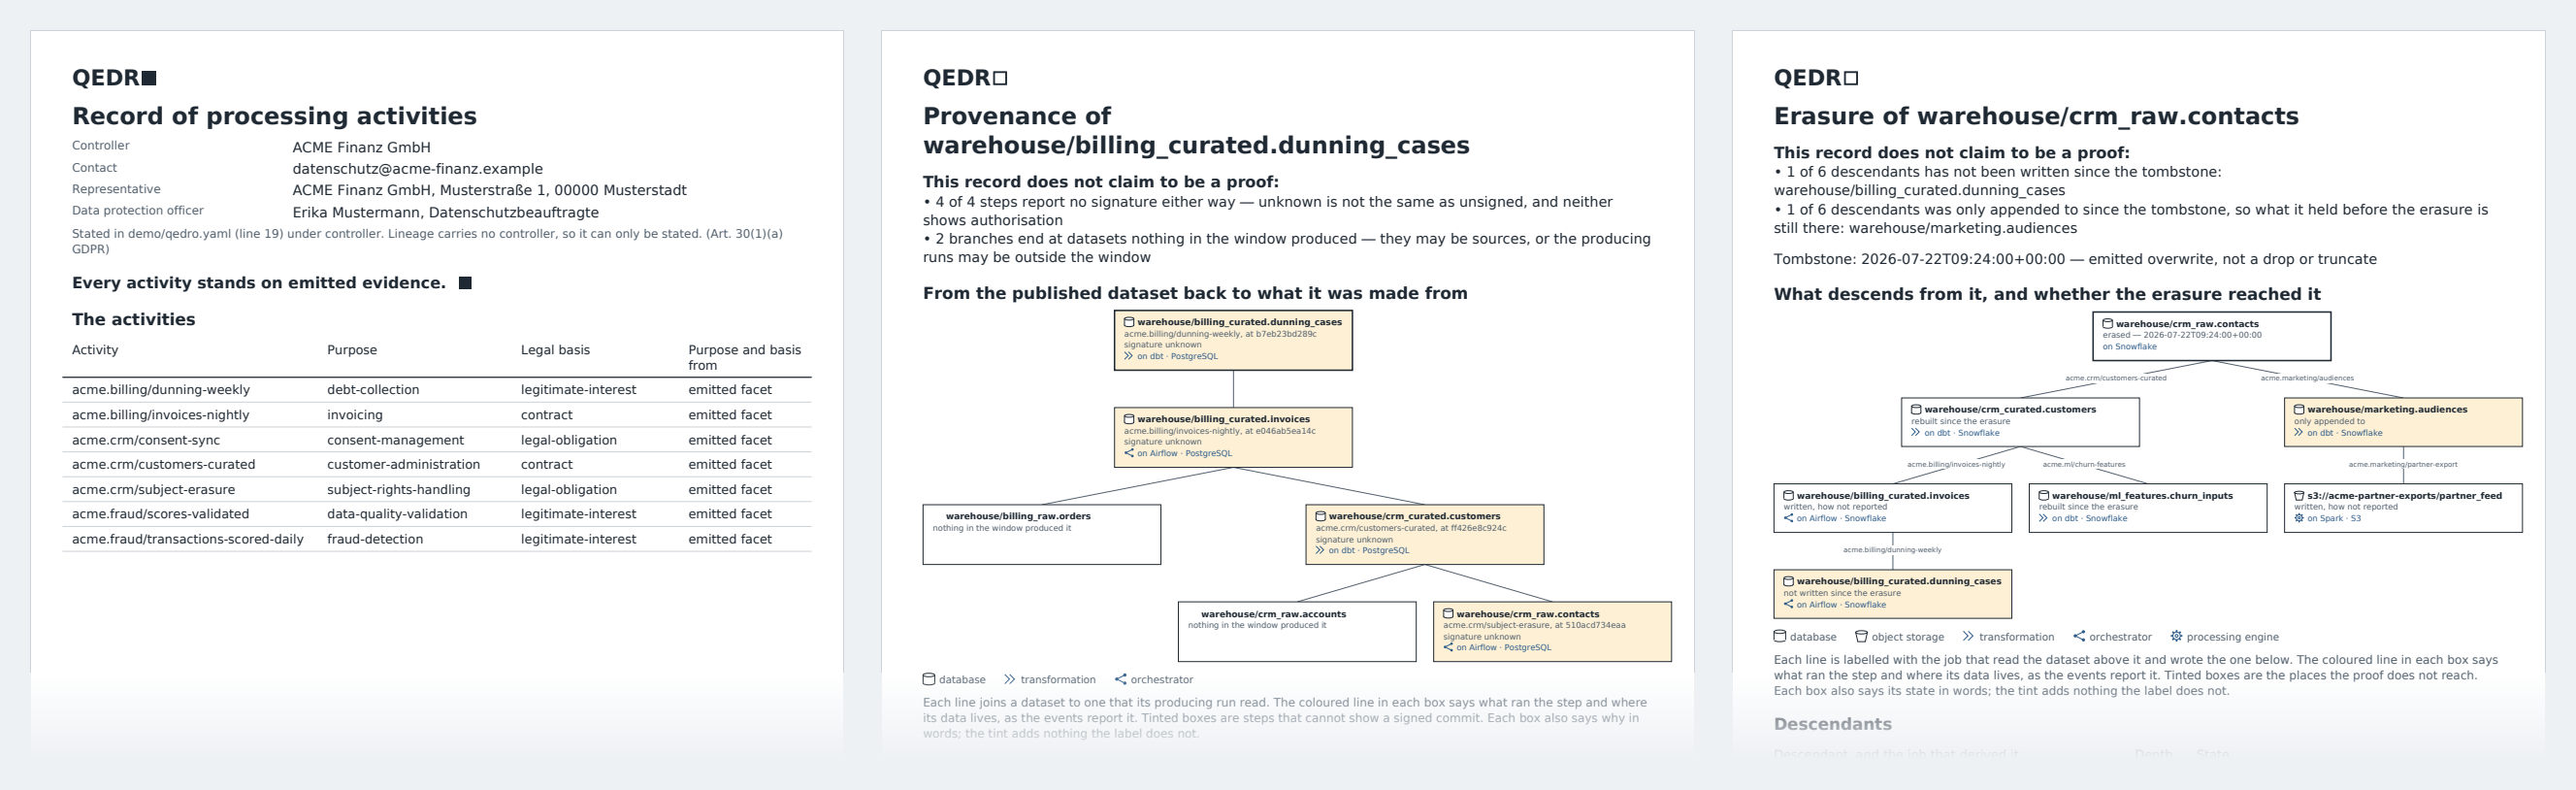 QEDR■
Record of processing activities
Controller ACME Finanz GmbH
Contact datenschutz@acme-finanz.example
Representative ACME Finanz GmbH, Musterstraße 1, 00000 Musterstadt
Data protection officer Erika Mustermann, Datenschutzbeauftragte
Stated in demo/qedro.yaml (line 19) under controller. Lineage carries no controller, so it can only be stated. (Art. 30(1)(a)
GDPR)
Every activity stands on emitted evidence. ■
The activities
Activity Purpose Legal basis Purpose and basis
from
acme.billing/dunning-weekly debt-collection legitimate-interest emitted facet
acme.billing/invoices-nightly invoicing contract emitted facet
acme.crm/consent-sync consent-management legal-obligation emitted facet
acme.crm/customers-curated customer-administration contract emitted facet
acme.crm/subject-erasure subject-rights-handling legal-obligation emitted facet
acme.fraud/scores-validated data-quality-validation legitimate-interest emitted facet
acme.fraud/transactions-scored-daily fraud-detection legitimate-interest emitted facet
QEDR□
Provenance of
warehouse/billing_curated.dunning_cases
This record does not claim to be a proof:
• 4 of 4 steps report no signature either way — unknown is not the same as unsigned, and neither
shows authorisation
• 2 branches end at datasets nothing in the window produced — they may be sources, or the producing
runs may be outside the window
From the published dataset back to what it was made from
warehouse/billing_curated.dunning_cases
acme.billing/dunning-weekly, at b7eb23bd289c
signature unknown
on dbt · PostgreSQL
warehouse/billing_curated.invoices
acme.billing/invoices-nightly, at e046ab5ea14c
signature unknown
on Airflow · PostgreSQL
warehouse/billing_raw.orders
nothing in the window produced it
warehouse/crm_curated.customers
acme.crm/customers-curated, at ff426e8c924c
signature unknown
on dbt · PostgreSQL
warehouse/crm_raw.accounts
nothing in the window produced it
warehouse/crm_raw.contacts
acme.crm/subject-erasure, at 510acd734eaa
signature unknown
on Airflow · PostgreSQL
database transformation orchestrator
Each line joins a dataset to one that its producing run read. The coloured line in each box says what ran the step and where
its data lives, as the events report it. Tinted boxes are steps that cannot show a signed commit. Each box also says why in
words; the tint adds nothing the label does not.
QEDR□
Erasure of warehouse/crm_raw.contacts
This record does not claim to be a proof:
• 1 of 6 descendants has not been written since the tombstone:
warehouse/billing_curated.dunning_cases
• 1 of 6 descendants was only appended to since the tombstone, so what it held before the erasure is
still there: warehouse/marketing.audiences
Tombstone: 2026-07-22T09:24:00+00:00 — emitted overwrite, not a drop or truncate
What descends from it, and whether the erasure reached it
warehouse/crm_raw.contacts
erased — 2026-07-22T09:24:00+00:00
on Snowflake
acme.crm/customers-curated acme.marketing/audiences
warehouse/crm_curated.customers
rebuilt since the erasure
on dbt · Snowflake
warehouse/marketing.audiences
only appended to
on dbt · Snowflake
acme.billing/invoices-nightly acme.ml/churn-features acme.marketing/partner-export
warehouse/billing_curated.invoices
written, how not reported
on Airflow · Snowflake
warehouse/ml_features.churn_inputs
rebuilt since the erasure
on dbt · Snowflake
s3://acme-partner-exports/partner_feed
written, how not reported
on Spark · S3
acme.billing/dunning-weekly
warehouse/billing_curated.dunning_cases
not written since the erasure
on Airflow · Snowflake
database object storage transformation orchestrator processing engine
Each line is labelled with the job that read the dataset above it and wrote the one below. The coloured line in each box says
what ran the step and where its data lives, as the events report it. Tinted boxes are the places the proof does not reach.
Each box also says its state in words; the tint adds nothing the label does not.
Descendants
Descendant, and the job that derived it Depth State